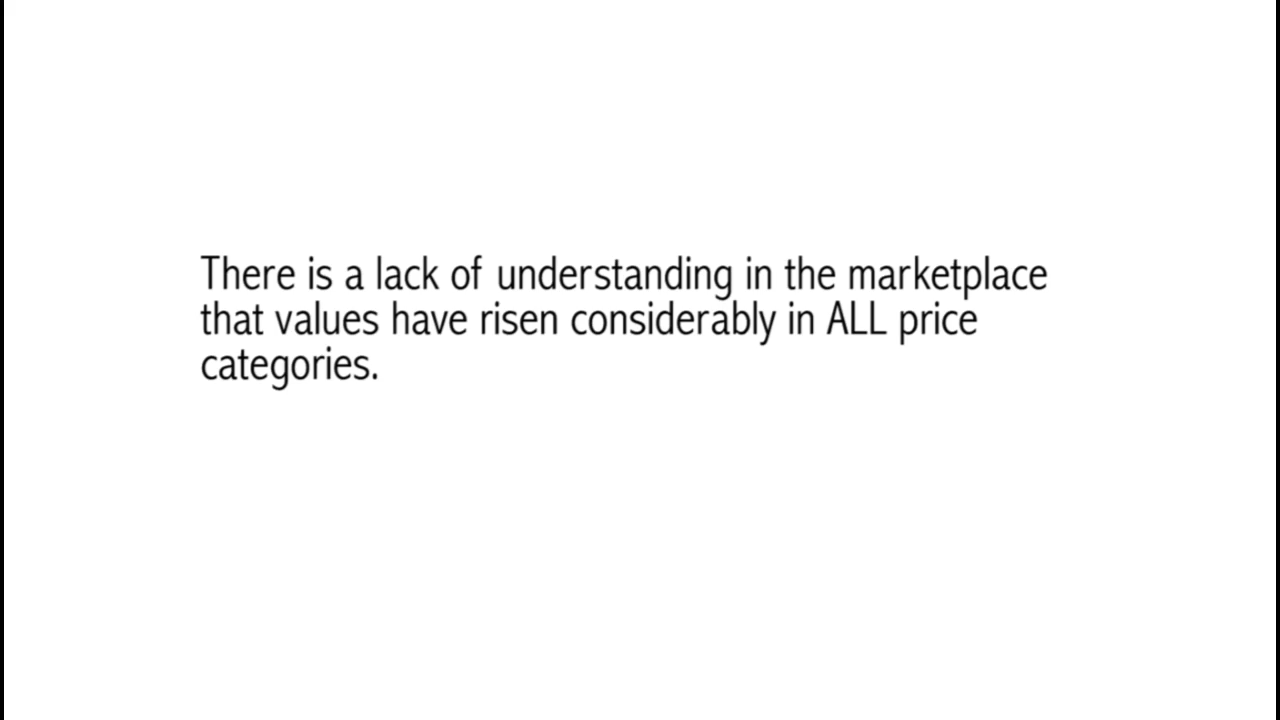 There is a lack of understanding in the marketplace
that values have risen considerably in ALL price
categories.